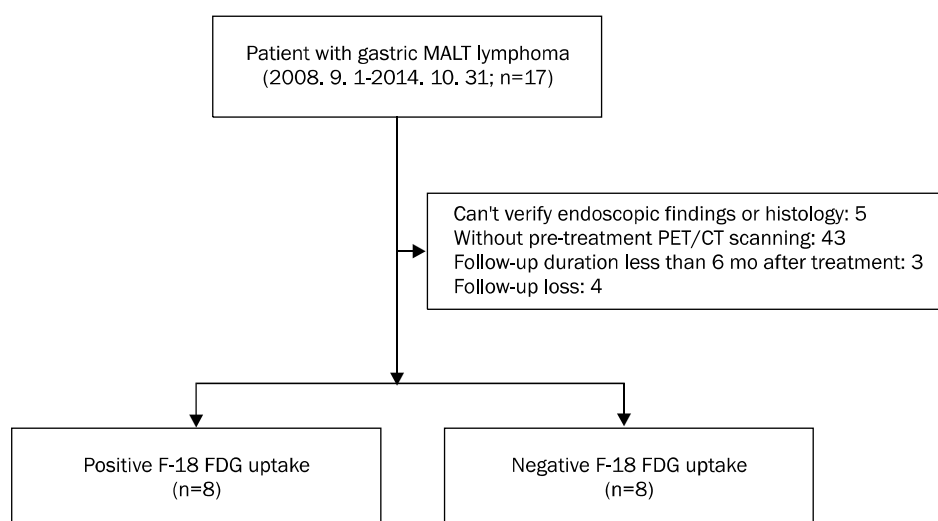 Patient with gastric MALT lymphoma
(2008. 9. 1-2014. 10. 31; n=17)
Can't verify endoscopic findings or histology: 5
Without pre-treatment PET/CT scanning: 43
Follow-up duration less than 6 mo after treatment: 3
Follow-up loss: 4
Positive F-18 FDG uptake
(n=8)
Negative F-18 FDG uptake
(n=8)